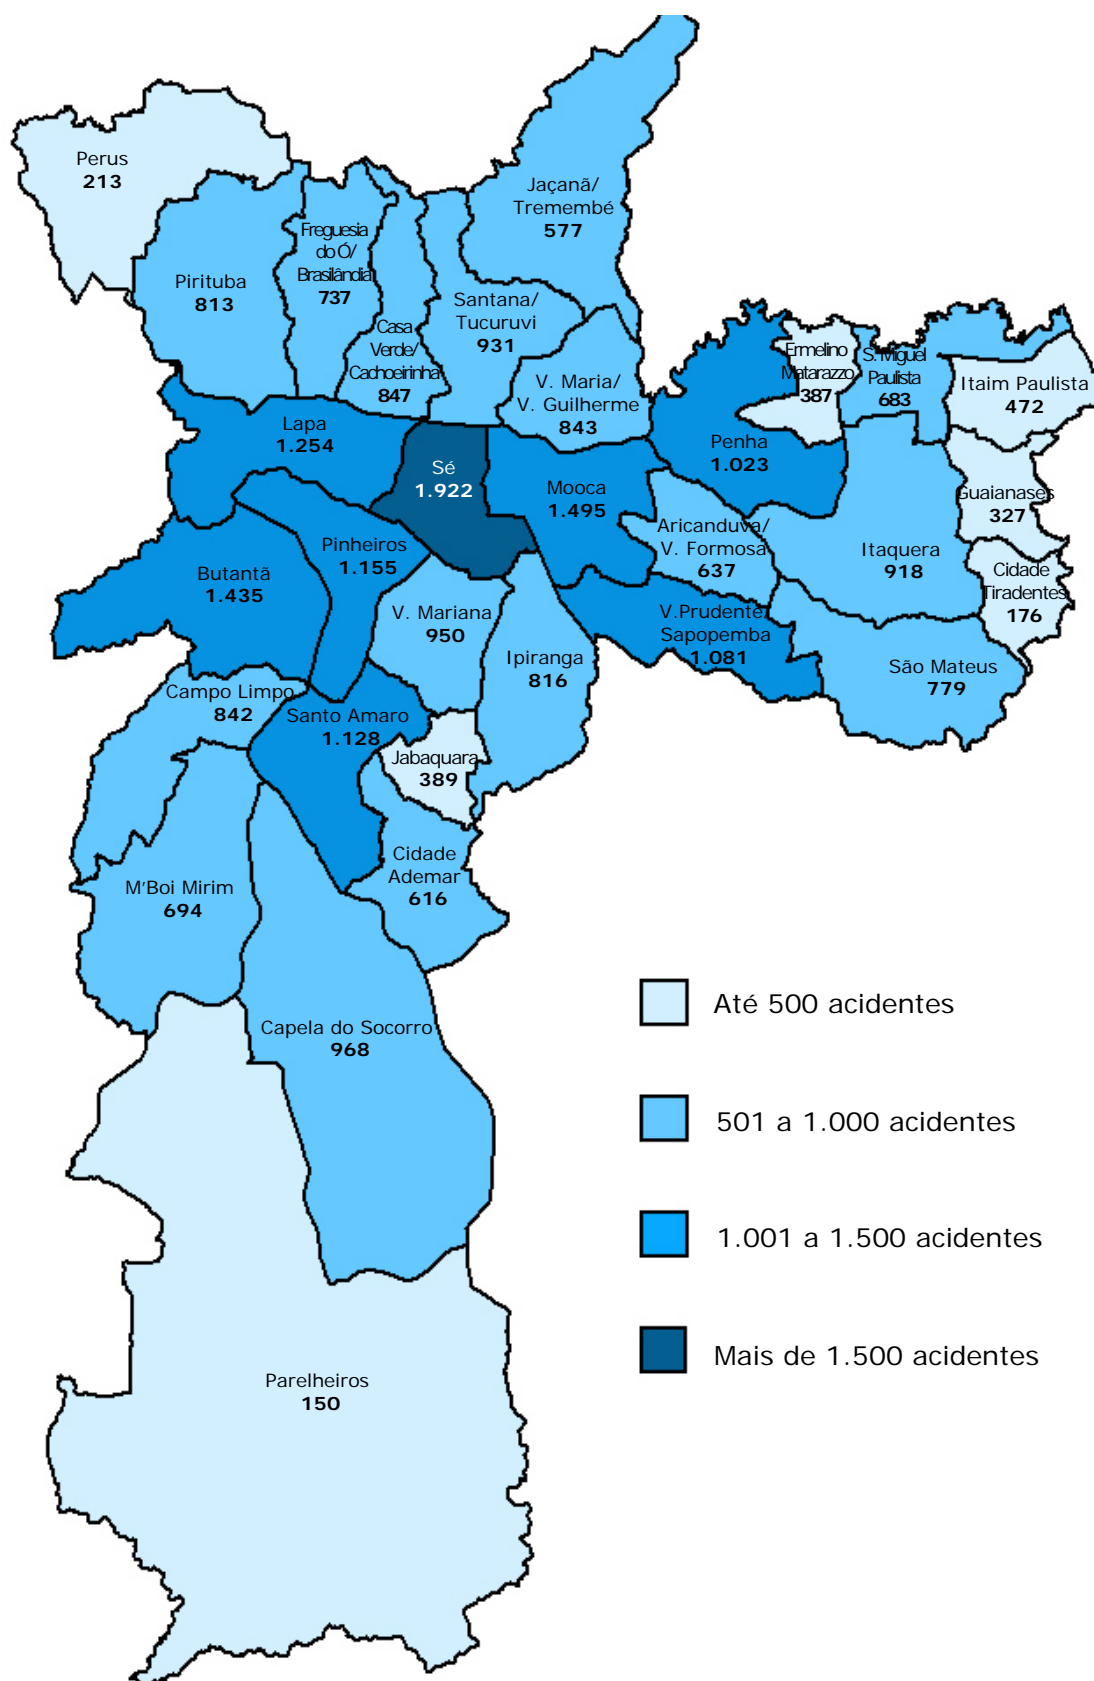 Perus
213
Jaçanã/
Tremembé
577
Freguesia
do Ó/
Brasilândia
737
Pirituba
813
Santana/
Tucuruvi
931
Casa
Verde/
Cachoeirinha
847
V. Maria/
V. Guilherme
843
Ermelino
Matarazzo
387
S. Miguel
Paulista
683
Itaim Paulista
472
Lapa
1.254
Sé
1.922
Penha
1.023
Mooca
1.495
Guaianases
327
Aricanduva/
V. Formosa
637
Itaquera
918
Pinheiros
1.155
Butantã
1.435
Cidade
Tiradentes
176
V. Mariana
950
V.Prudente/
Sapopemba
1.081
Ipiranga
816
São Mateus
779
Campo Limpo
842
Santo Amaro
1.128
Jabaquara
389
Cidade
Ademar
616
M'Boi Mirim
694
Capela do Socorro
968
Parelheiros
150
Até 500 acidentes
501 a 1.000 acidentes
1.001 a 1.500 acidentes
Mais de 1.500 acidentes